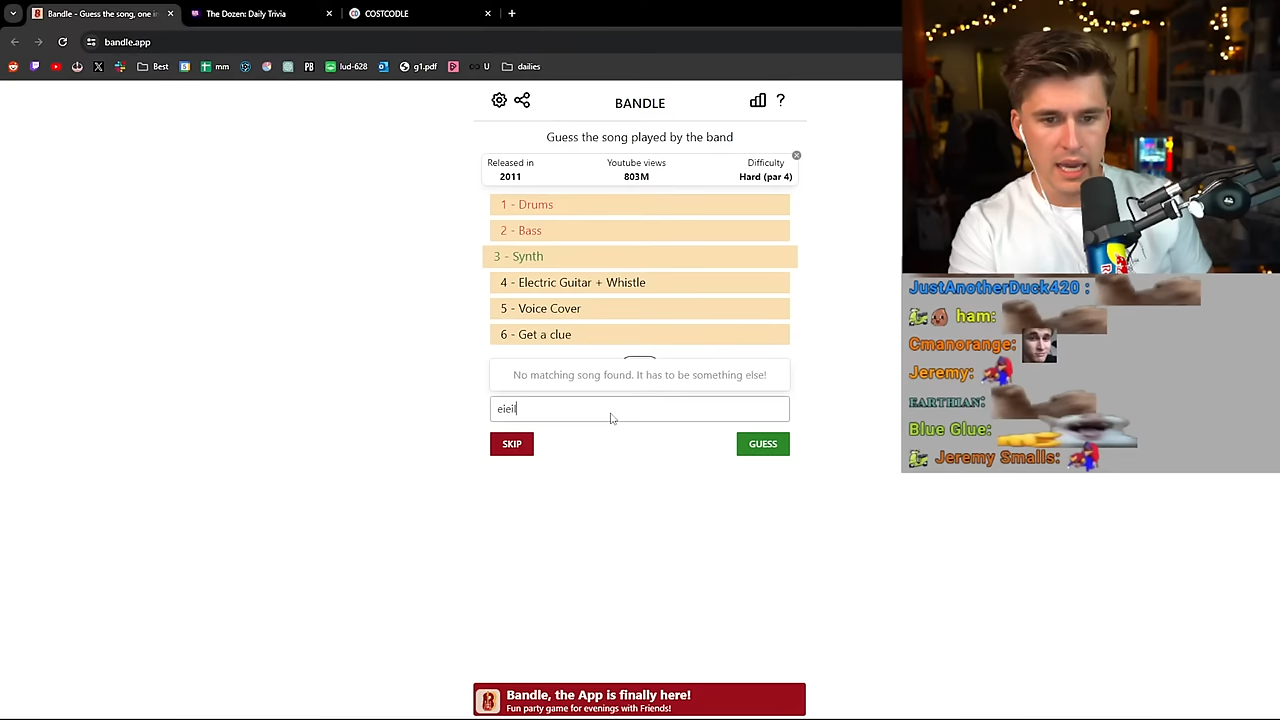 Bandle - Guess the song, one in
The Dozen: Daily Trivia
COSTCODLE
bandle.app
Best
mm
PB
lud-628
g1.pdf
U
dailies
BANDLE
Guess the song played by the band
Released in
Youtube views
Difficulty
2011
803M
Hard (par 4)
1 - Drums
2 - Bass
3 - Synth
4 - Electric Guitar + Whistle
5 - Voice Cover
6 - Get a clue
No matching song found. It has to be something else!
eieil
SKIP
GUESS
Bandle, the App is finally here!
Fun party game for evenings with Friends!
JustAnotherDuck420 :
ham:
Cmanorange:
Jeremy:
EARTHIAN:
Blue Glue:
Jeremy Smalls: